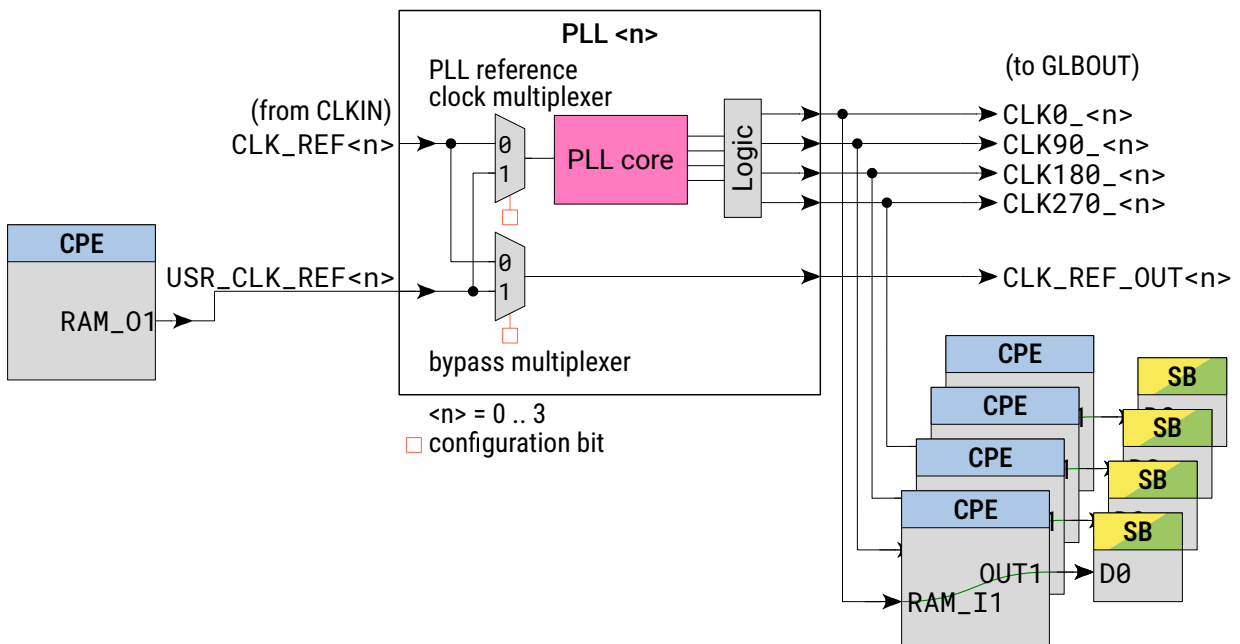 PLL <n>
PLL reference
clock multiplexer
(from CLKIN)
CLK_REF<n>
0
1
PLL core
Logic
(to GLBOUT)
CLK0_<n>
CLK90_<n>
CLK180_<n>
CLK270_<n>
CPE
RAM_O1
USR_CLK_REF<n>
0
1
CLK_REF_OUT<n>
bypass multiplexer
<n> = 0 .. 3
configuration bit
CPE
SB
CPE
SB
CPE
SB
CPE
SB
OUT1
D0
RAM_I1